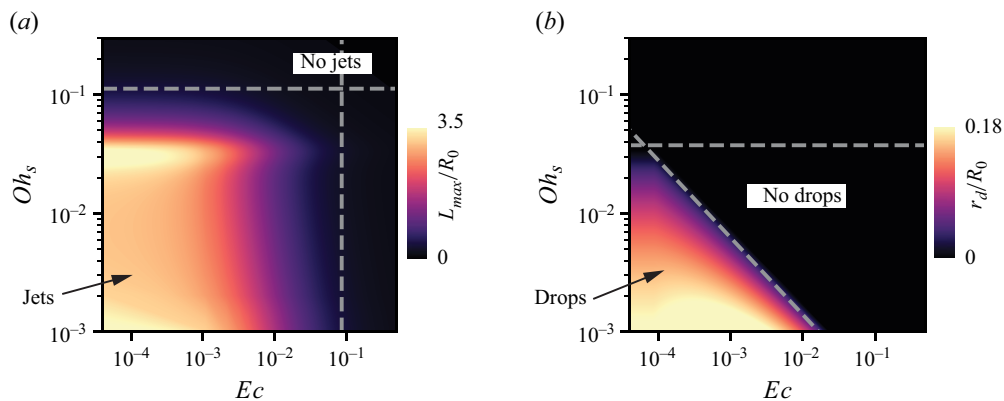 (a)
(b)
No jets
Jets
10⁻¹
10⁻²
10⁻³
Oh_s
10⁻⁴
10⁻³
10⁻²
10⁻¹
Ec
3.5
0
L_max/R_0
No drops
Drops
10⁻¹
10⁻²
10⁻³
Oh_s
10⁻⁴
10⁻³
10⁻²
10⁻¹
Ec
0.18
0
r_d/R_0